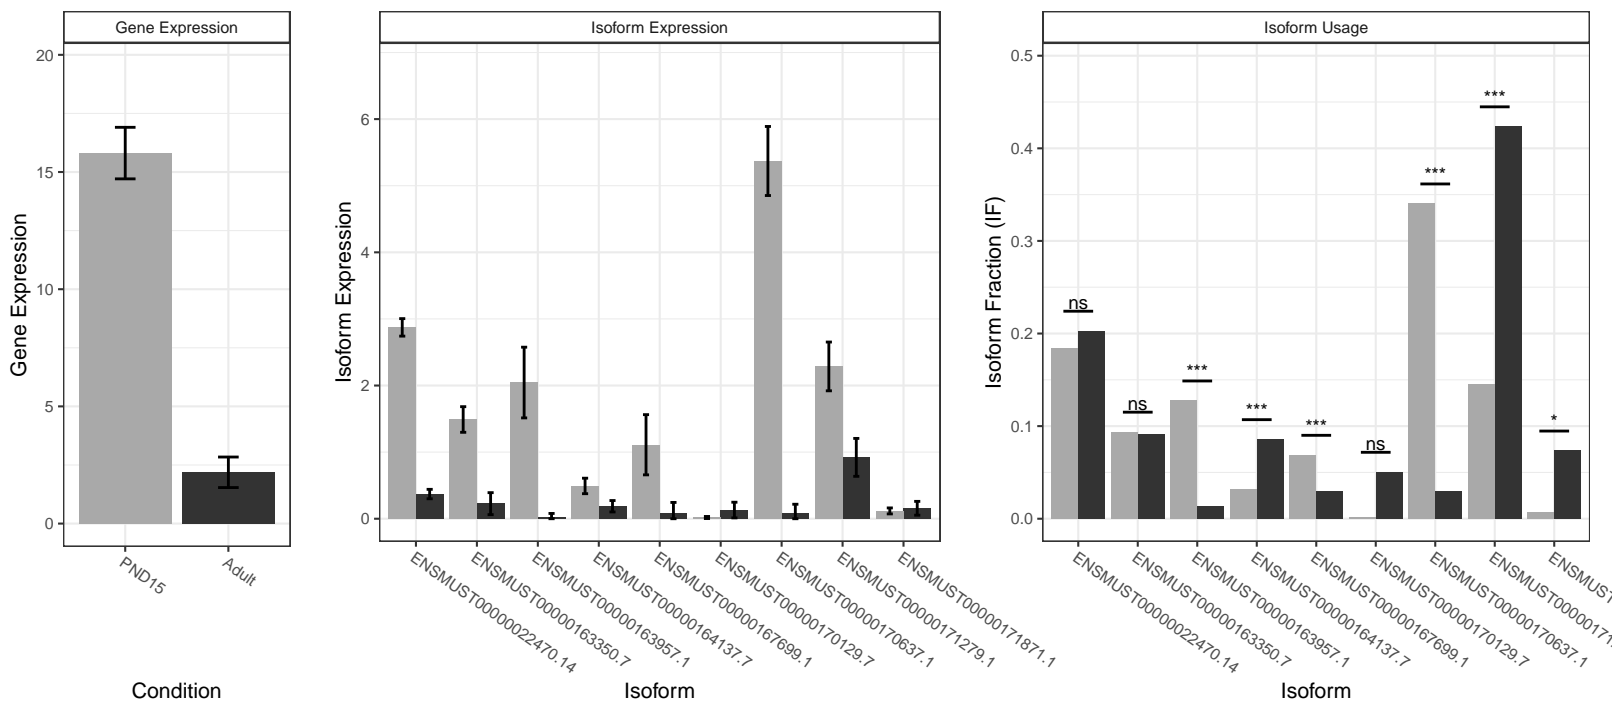 Gene Expression
Isoform Expression
Isoform Usage
Gene Expression
20
15
10
5
0
PND15
Adult
Condition
Isoform Expression
6
4
2
0
ENSMUST00000022470.14
ENSMUST00000163350.7
ENSMUST00000163957.1
ENSMUST00000164137.7
ENSMUST00000167699.1
ENSMUST00000170129.7
ENSMUST00000170637.1
ENSMUST00000171279.1
ENSMUST00000171871.1
Isoform
Isoform Fraction (IF)
0.5
0.4
0.3
0.2
0.1
0.0
ns
ns
***
***
***
ns
***
***
*
ENSMUST00000022470.14
ENSMUST00000163350.7
ENSMUST00000163957.1
ENSMUST00000164137.7
ENSMUST00000167699.1
ENSMUST00000170129.7
ENSMUST00000170637.1
Isoform